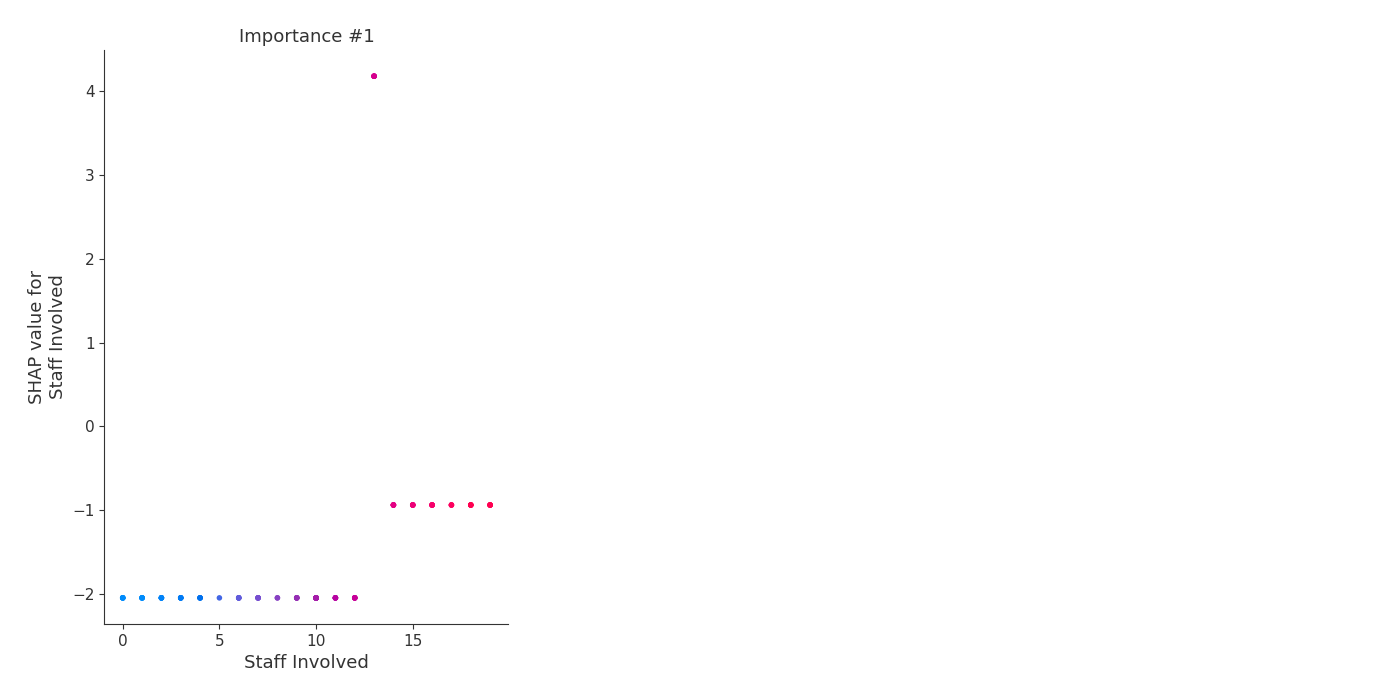 Importance #1
4
3
2
1
0
−1
−2
SHAP value for
Staff Involved
0 5 10 15
Staff Involved